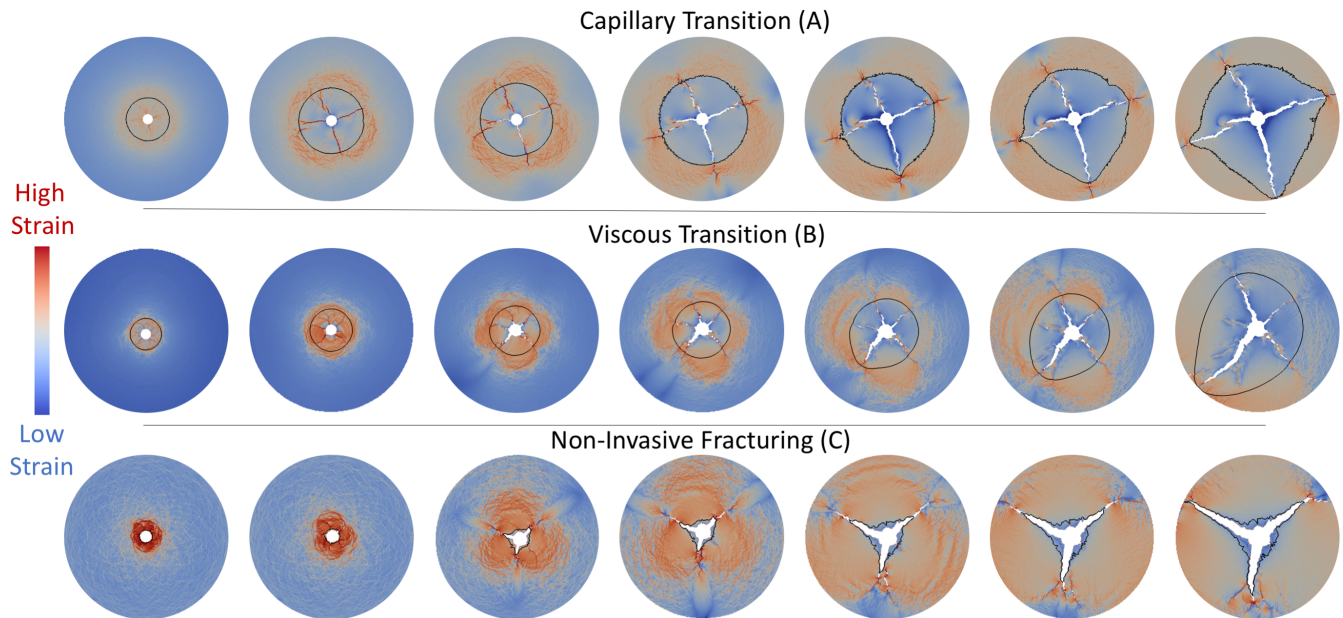 Capillary Transition (A)
High
Strain
Viscous Transition (B)
Low
Strain
Non-Invasive Fracturing (C)